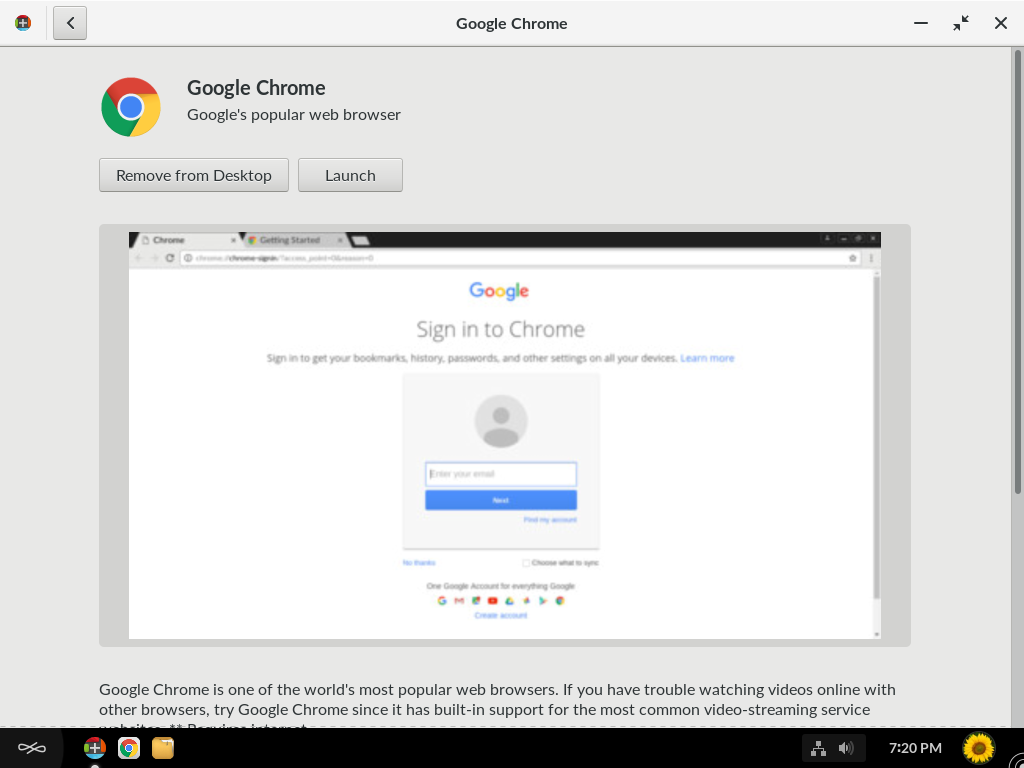 Google Chrome
Google Chrome
Google's popular web browser
Remove from Desktop
Launch
Chrome
Getting Started
chrome://chrome-signin/?access_point=0&reason=0
Google
Sign in to Chrome
Sign in to get your bookmarks, history, passwords, and other settings on all your devices. Learn more
Enter your email
Next
Find my account
No thanks
Choose what to sync
One Google Account for everything Google
Create account
Google Chrome is one of the world's most popular web browsers. If you have trouble watching videos online with
other browsers, try Google Chrome since it has built-in support for the most common video-streaming service
websites. ** Requires internet
7:20 PM